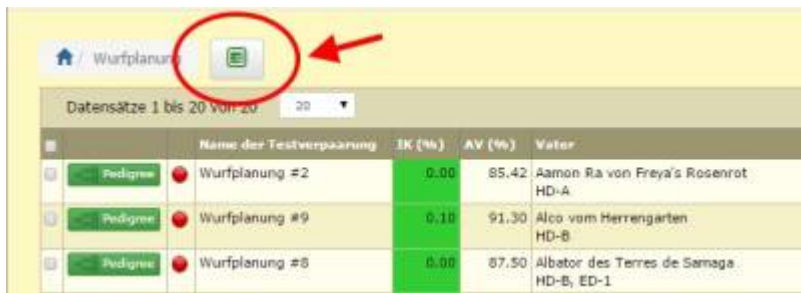 / Wurfplanung
Datensätze 1 bis 20 von 20 20
Name der Testverpaarung IK (%) AV (%) Vater
Pedigree Wurfplanung #2 0.00 85.42 Aamon Ra von Freya's Rosenrot
HD-A
Pedigree Wurfplanung #9 0.10 91.30 Alco vom Herrengarten
HD-B
Pedigree Wurfplanung #8 0.00 87.50 Albator des Terres de Samaga
HD-B, ED-1